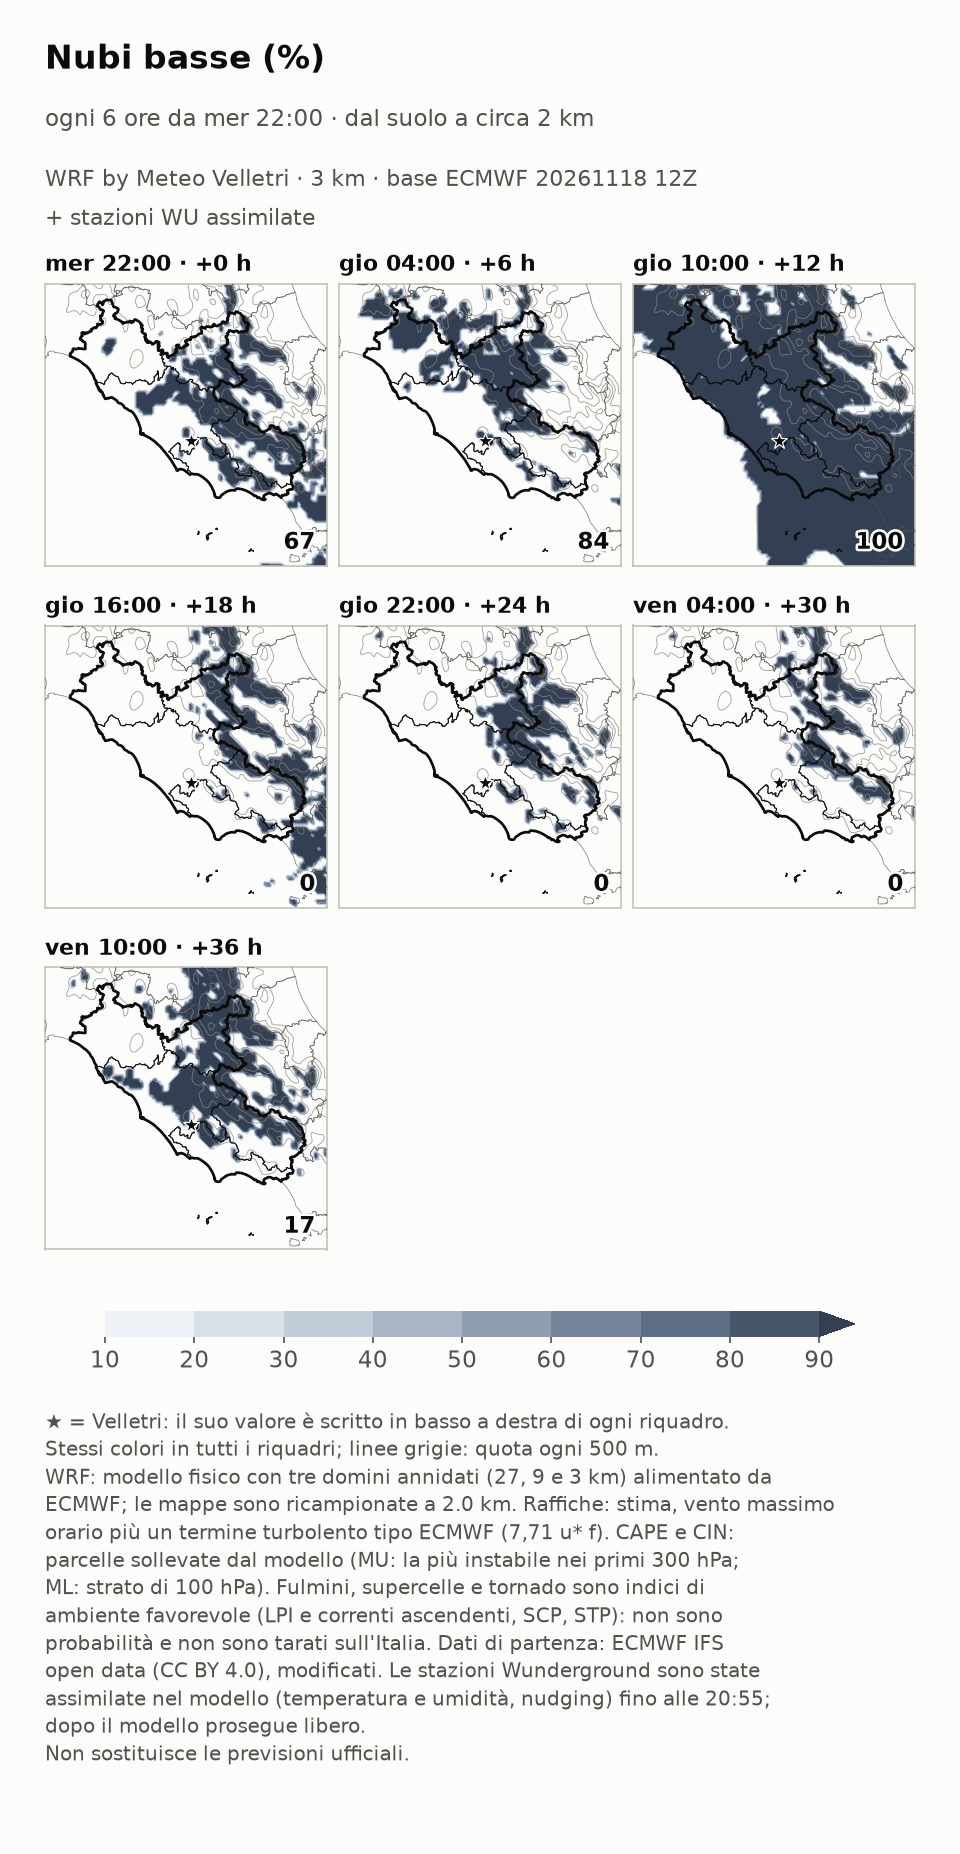 Nubi basse (%)
ogni 6 ore da mer 22:00 · dal suolo a circa 2 km
WRF by Meteo Velletri · 3 km · base ECMWF 20261118 12Z
+ stazioni WU assimilate
mer 22:00 · +0 h
gio 04:00 · +6 h
gio 10:00 · +12 h
67
84
100
gio 16:00 · +18 h
gio 22:00 · +24 h
ven 04:00 · +30 h
0
0
0
ven 10:00 · +36 h
17
10 20 30 40 50 60 70 80 90
★ = Velletri: il suo valore è scritto in basso a destra di ogni riquadro.
Stessi colori in tutti i riquadri; linee grigie: quota ogni 500 m.
WRF: modello fisico con tre domini annidati (27, 9 e 3 km) alimentato da
ECMWF; le mappe sono ricampionate a 2.0 km. Raffiche: stima, vento massimo
orario più un termine turbolento tipo ECMWF (7,71 u* f). CAPE e CIN:
parcelle sollevate dal modello (MU: la più instabile nei primi 300 hPa;
ML: strato di 100 hPa). Fulmini, supercelle e tornado sono indici di
ambiente favorevole (LPI e correnti ascendenti, SCP, STP): non sono
probabilità e non sono tarati sull'Italia. Dati di partenza: ECMWF IFS
open data (CC BY 4.0), modificati. Le stazioni Wunderground sono state
assimilate nel modello (temperatura e umidità, nudging) fino alle 20:55;
dopo il modello prosegue libero.
Non sostituisce le previsioni ufficiali.